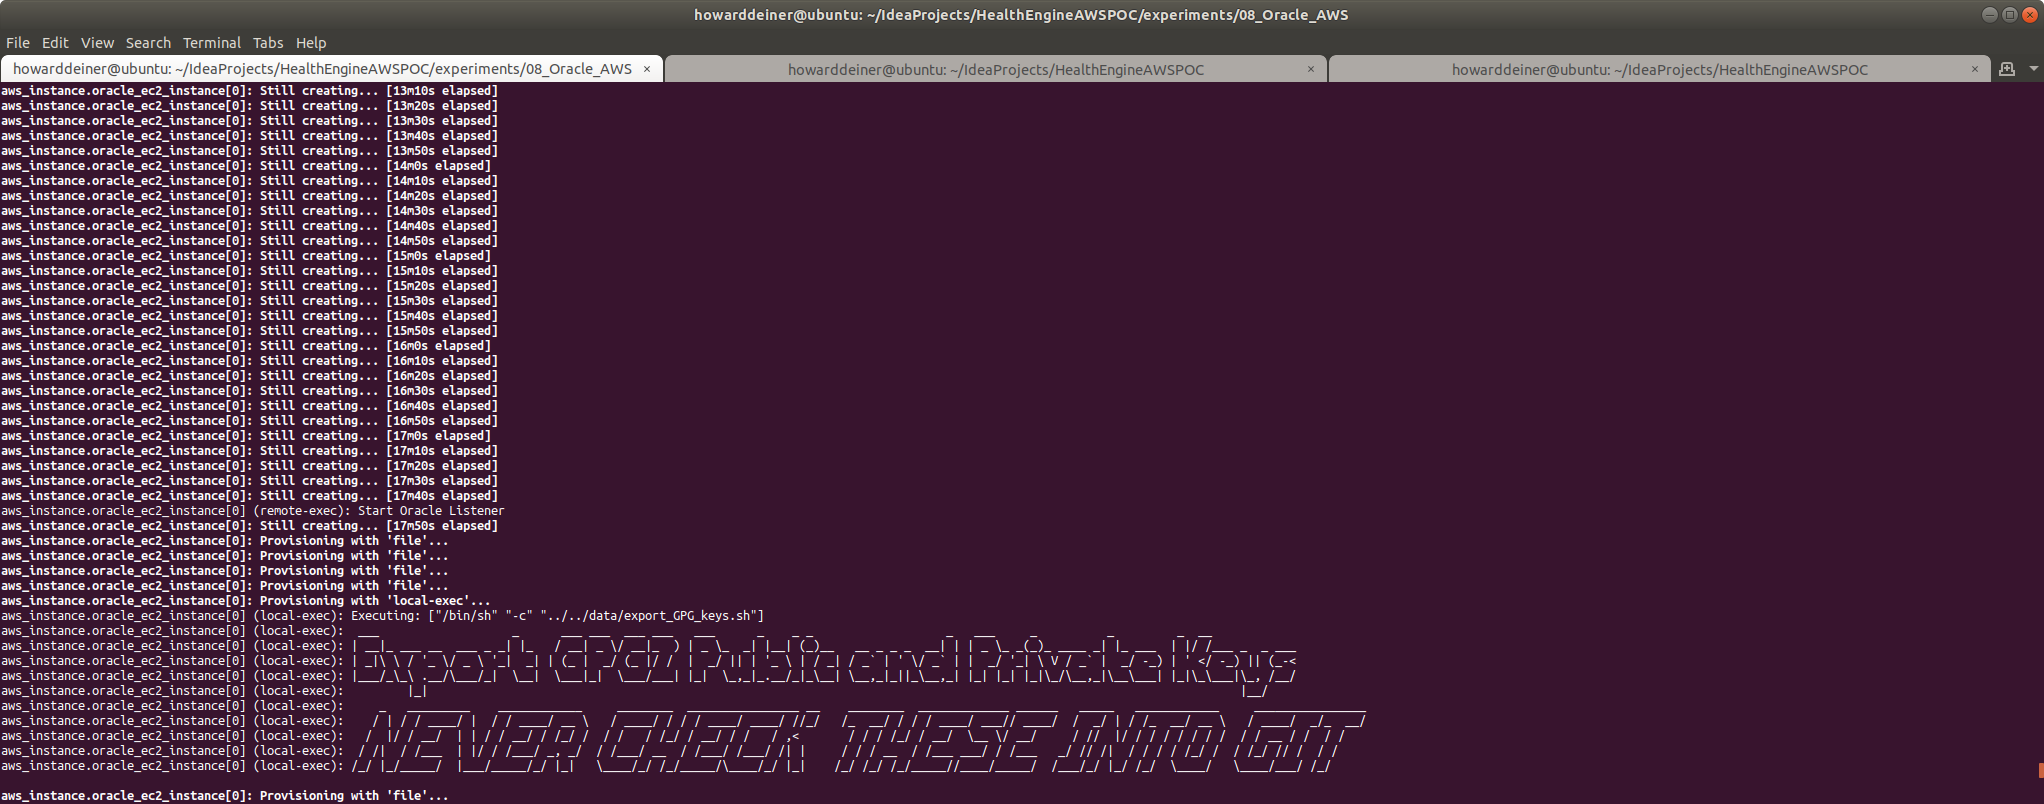 howarddeiner@ubuntu: ~/IdeaProjects/HealthEngineAWSPOC/experiments/08_Oracle_AWS
File Edit View Search Terminal Tabs Help
howarddeiner@ubuntu: ~/IdeaProjects/HealthEngineAWSPOC/experiments/08_Oracle_AWS × howarddeiner@ubuntu: ~/IdeaProjects/HealthEngineAWSPOC × howarddeiner@ubuntu: ~/IdeaProjects/HealthEngineAWSPOC ×
aws_instance.oracle_ec2_instance[0]: Still creating... [13m10s elapsed]
aws_instance.oracle_ec2_instance[0]: Still creating... [13m20s elapsed]
aws_instance.oracle_ec2_instance[0]: Still creating... [13m30s elapsed]
aws_instance.oracle_ec2_instance[0]: Still creating... [13m40s elapsed]
aws_instance.oracle_ec2_instance[0]: Still creating... [13m50s elapsed]
aws_instance.oracle_ec2_instance[0]: Still creating... [14m0s elapsed]
aws_instance.oracle_ec2_instance[0]: Still creating... [14m10s elapsed]
aws_instance.oracle_ec2_instance[0]: Still creating... [14m20s elapsed]
aws_instance.oracle_ec2_instance[0]: Still creating... [14m30s elapsed]
aws_instance.oracle_ec2_instance[0]: Still creating... [14m40s elapsed]
aws_instance.oracle_ec2_instance[0]: Still creating... [14m50s elapsed]
aws_instance.oracle_ec2_instance[0]: Still creating... [15m0s elapsed]
aws_instance.oracle_ec2_instance[0]: Still creating... [15m10s elapsed]
aws_instance.oracle_ec2_instance[0]: Still creating... [15m20s elapsed]
aws_instance.oracle_ec2_instance[0]: Still creating... [15m30s elapsed]
aws_instance.oracle_ec2_instance[0]: Still creating... [15m40s elapsed]
aws_instance.oracle_ec2_instance[0]: Still creating... [15m50s elapsed]
aws_instance.oracle_ec2_instance[0]: Still creating... [16m0s elapsed]
aws_instance.oracle_ec2_instance[0]: Still creating... [16m10s elapsed]
aws_instance.oracle_ec2_instance[0]: Still creating... [16m20s elapsed]
aws_instance.oracle_ec2_instance[0]: Still creating... [16m30s elapsed]
aws_instance.oracle_ec2_instance[0]: Still creating... [16m40s elapsed]
aws_instance.oracle_ec2_instance[0]: Still creating... [16m50s elapsed]
aws_instance.oracle_ec2_instance[0]: Still creating... [17m0s elapsed]
aws_instance.oracle_ec2_instance[0]: Still creating... [17m10s elapsed]
aws_instance.oracle_ec2_instance[0]: Still creating... [17m20s elapsed]
aws_instance.oracle_ec2_instance[0]: Still creating... [17m30s elapsed]
aws_instance.oracle_ec2_instance[0]: Still creating... [17m40s elapsed]
aws_instance.oracle_ec2_instance[0] (remote-exec): Start Oracle Listener
aws_instance.oracle_ec2_instance[0]: Still creating... [17m50s elapsed]
aws_instance.oracle_ec2_instance[0]: Provisioning with 'file'...
aws_instance.oracle_ec2_instance[0]: Provisioning with 'file'...
aws_instance.oracle_ec2_instance[0]: Provisioning with 'file'...
aws_instance.oracle_ec2_instance[0]: Provisioning with 'file'...
aws_instance.oracle_ec2_instance[0]: Provisioning with 'local-exec'...
aws_instance.oracle_ec2_instance[0] (local-exec): Executing: ["/bin/sh" "-c" "../../data/export_GPG_keys.sh"]
aws_instance.oracle_ec2_instance[0] (local-exec):
aws_instance.oracle_ec2_instance[0] (local-exec):
aws_instance.oracle_ec2_instance[0] (local-exec): Export GPG2 Public and Private Keys
aws_instance.oracle_ec2_instance[0] (local-exec):
aws_instance.oracle_ec2_instance[0] (local-exec):
aws_instance.oracle_ec2_instance[0] (local-exec):
aws_instance.oracle_ec2_instance[0] (local-exec):
aws_instance.oracle_ec2_instance[0] (local-exec): NEVER CHECK THESE INTO GIT
aws_instance.oracle_ec2_instance[0] (local-exec):
aws_instance.oracle_ec2_instance[0] (local-exec):
aws_instance.oracle_ec2_instance[0]: Provisioning with 'file'...